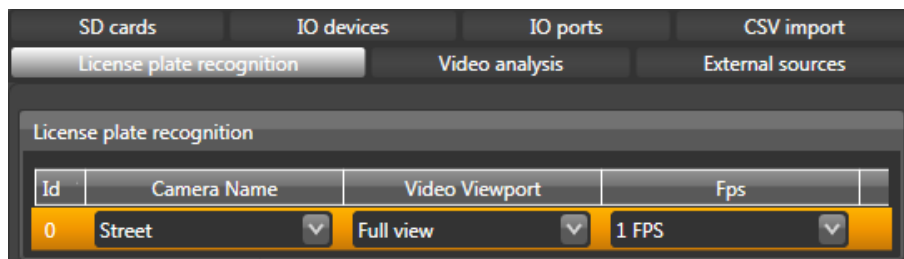 SD cards IO devices IO ports CSV import
License plate recognition Video analysis External sources
License plate recognition
Id Camera Name Video Viewport Fps
0 Street Full view 1 FPS